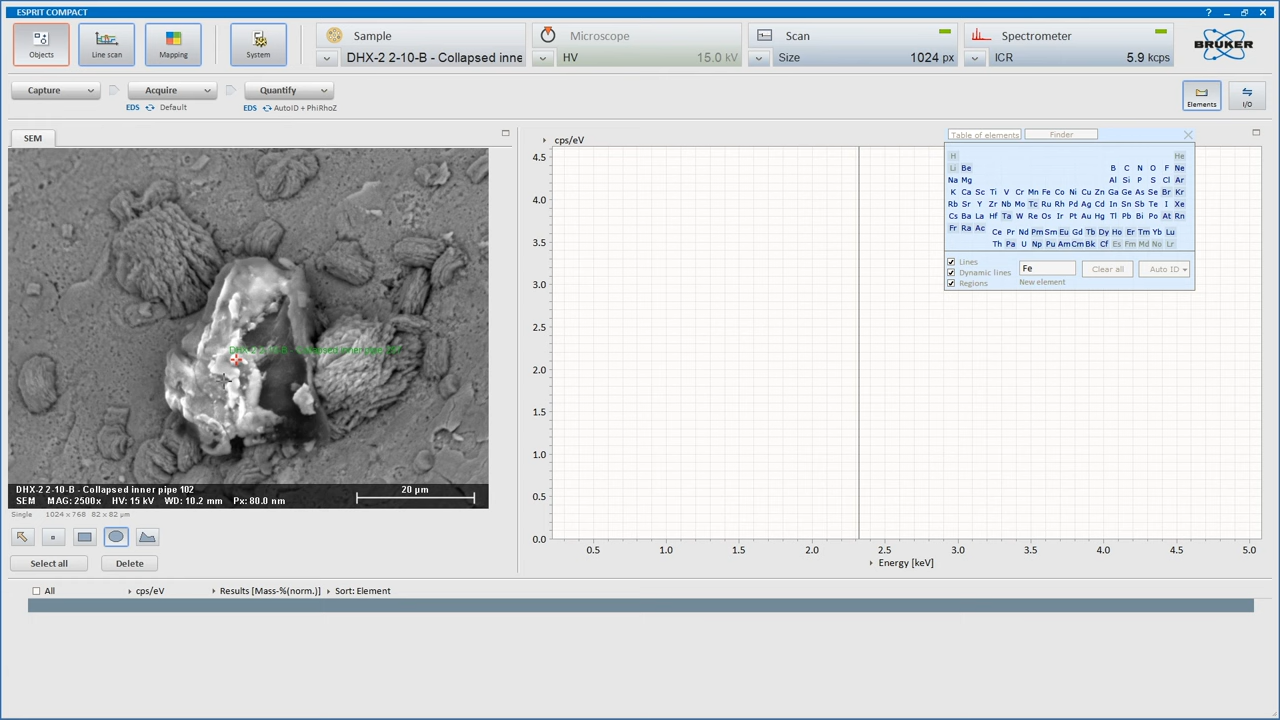 ESPRIT COMPACT
Objects
Line scan
Mapping
System
Sample
DHX-2 2-10-B - Collapsed inne
Microscope
HV 15.0 kV
Scan
Size 1024 px
Spectrometer
ICR 5.9 kcps
BRUKER
Capture
Acquire
Quantify
EDS Default
EDS AutoID + PhiRhoZ
Elements
I/O
SEM
DHX-2 2-10-B - Collapsed inner pipe 102
SEM MAG: 2500x HV: 15 kV WD: 10.2 mm Px: 80.0 nm
20 µm
Single 1024 x 768 82 x 82 µm
Select all
Delete
cps/eV
4.5
4.0
3.5
3.0
2.5
2.0
1.5
1.0
0.5
0.0
0.5 1.0 1.5 2.0 2.5 3.0 3.5 4.0 4.5 5.0
Energy [keV]
Table of elements
Finder
H He
Li Be B C N O F Ne
Na Mg Al Si P S Cl Ar
K Ca Sc Ti V Cr Mn Fe Co Ni Cu Zn Ga Ge As Se Br Kr
Rb Sr Y Zr Nb Mo Tc Ru Rh Pd Ag Cd In Sn Sb Te I Xe
Cs Ba La Hf Ta W Re Os Ir Pt Au Hg Tl Pb Bi Po At Rn
Fr Ra Ac Ce Pr Nd Pm Sm Eu Gd Tb Dy Ho Er Tm Yb Lu
Th Pa U Np Pu Am Cm Bk Cf Es Fm Md No Lr
Lines
Dynamic lines
Regions
Fe
New element
Clear all
Auto ID
All
cps/eV
Results [Mass-%(norm.)]
Sort: Element